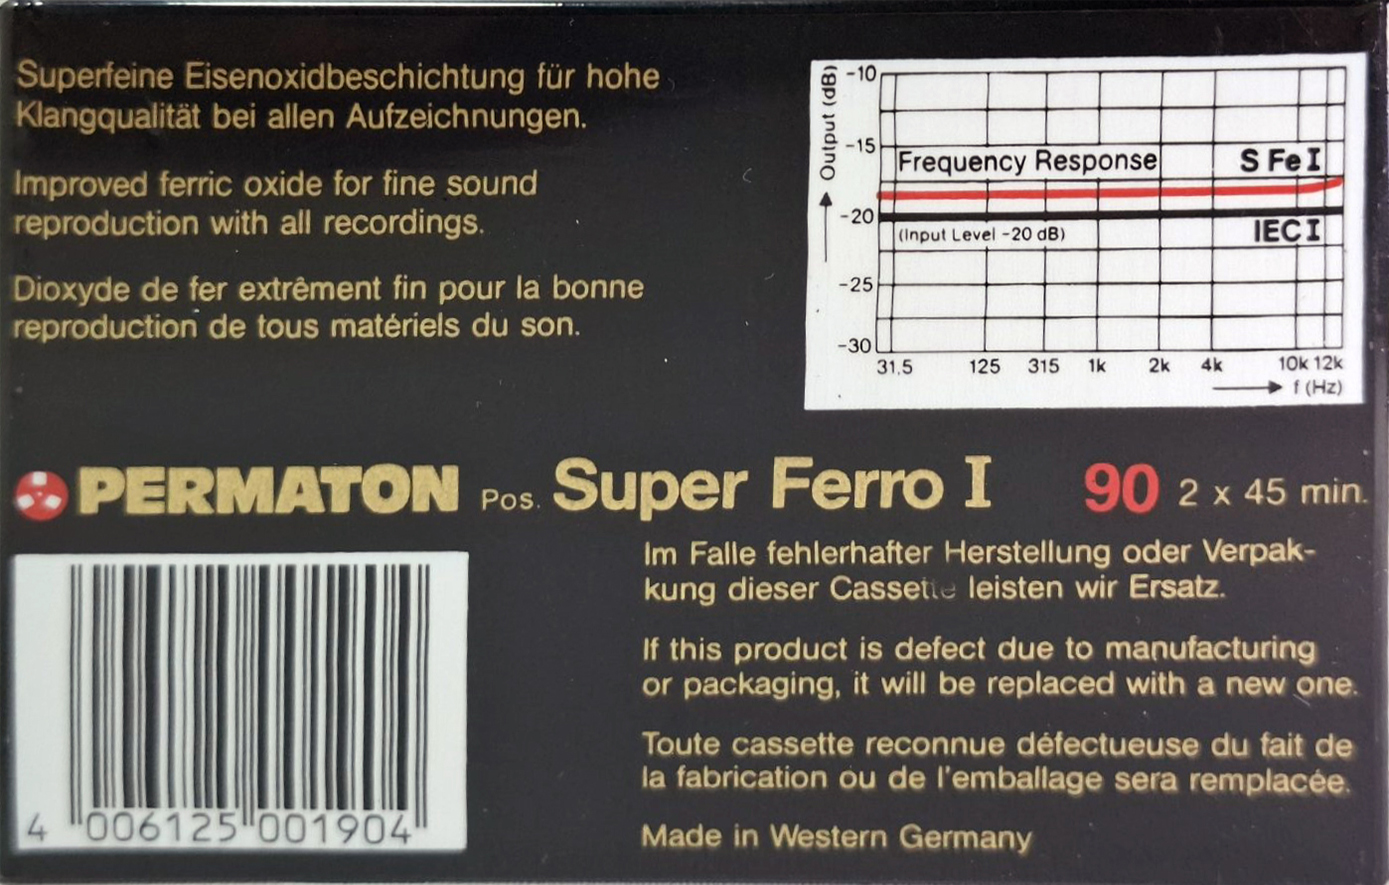 Superfeine Eisenoxidbeschichtung für hohe
Klangqualität bei allen Aufzeichnungen.
Improved ferric oxide for fine sound
reproduction with all recordings.
Dioxyde de fer extrêment fin pour la bonne
reproduction de tous matériels du son.
Output (dB)
-10
-15
-20
-25
-30
Frequency Response S Fe I
(Input Level -20 dB) IEC I
31,5 125 315 1k 2k 4k 10k 12k
f (Hz)
PERMATON Pos. Super Ferro I 90 2 x 45 min.
Im Falle fehlerhafter Herstellung oder Verpak-
kung dieser Cassette leisten wir Ersatz.
If this product is defect due to manufacturing
or packaging, it will be replaced with a new one.
Toute cassette reconnue défectueuse du fait de
la fabrication ou de l'emballage sera remplacée.
Made in Western Germany
4 006125 001904